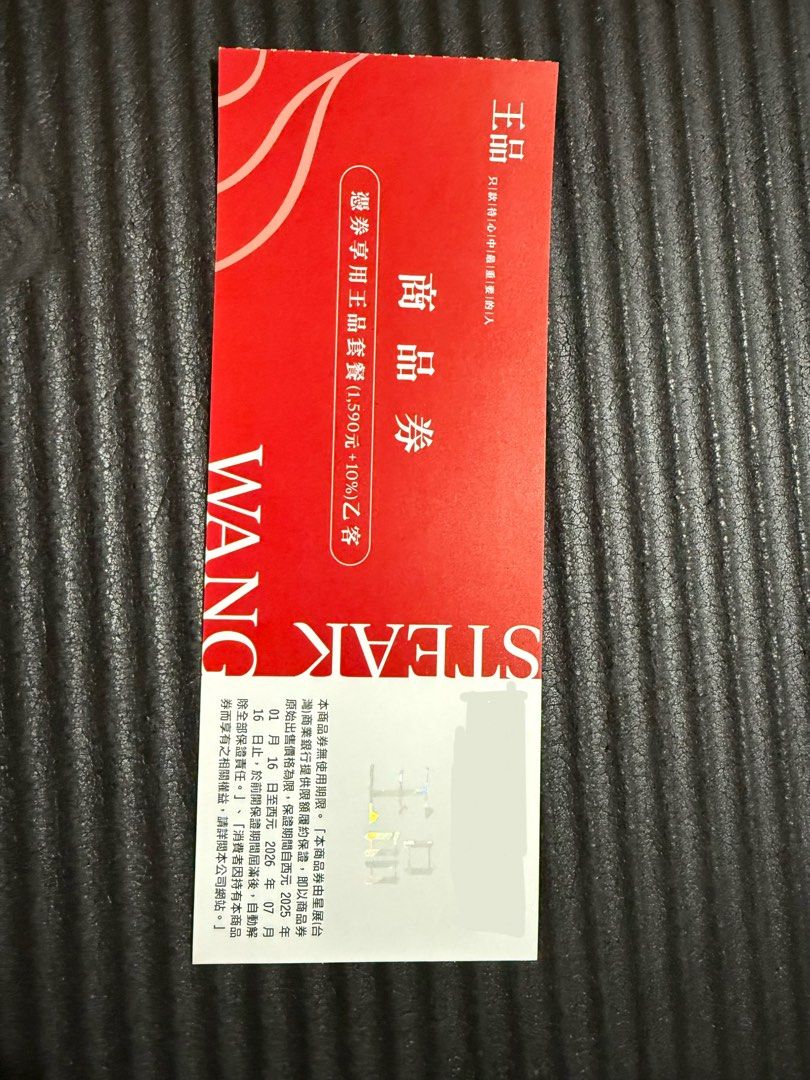 王品
只|款|待|心|中|最|重|要|的|人
商品券
憑券享用王品套餐(1,590元+10%)乙客
WANG
STEAK
本商品券無使用期限。「本商品券由星展(台
灣)商業銀行提供限額履約保證，即以商品券
原始出售價格為限，保證期間自西元 2025 年
01 月 16 日至西元 2026 年 07 月
16 日止，於前開保證期間屆滿後，自動解
除全部保證責任。」、「消費者因持有本商品
券而享有之相關權益，請詳閱本公司網站。」